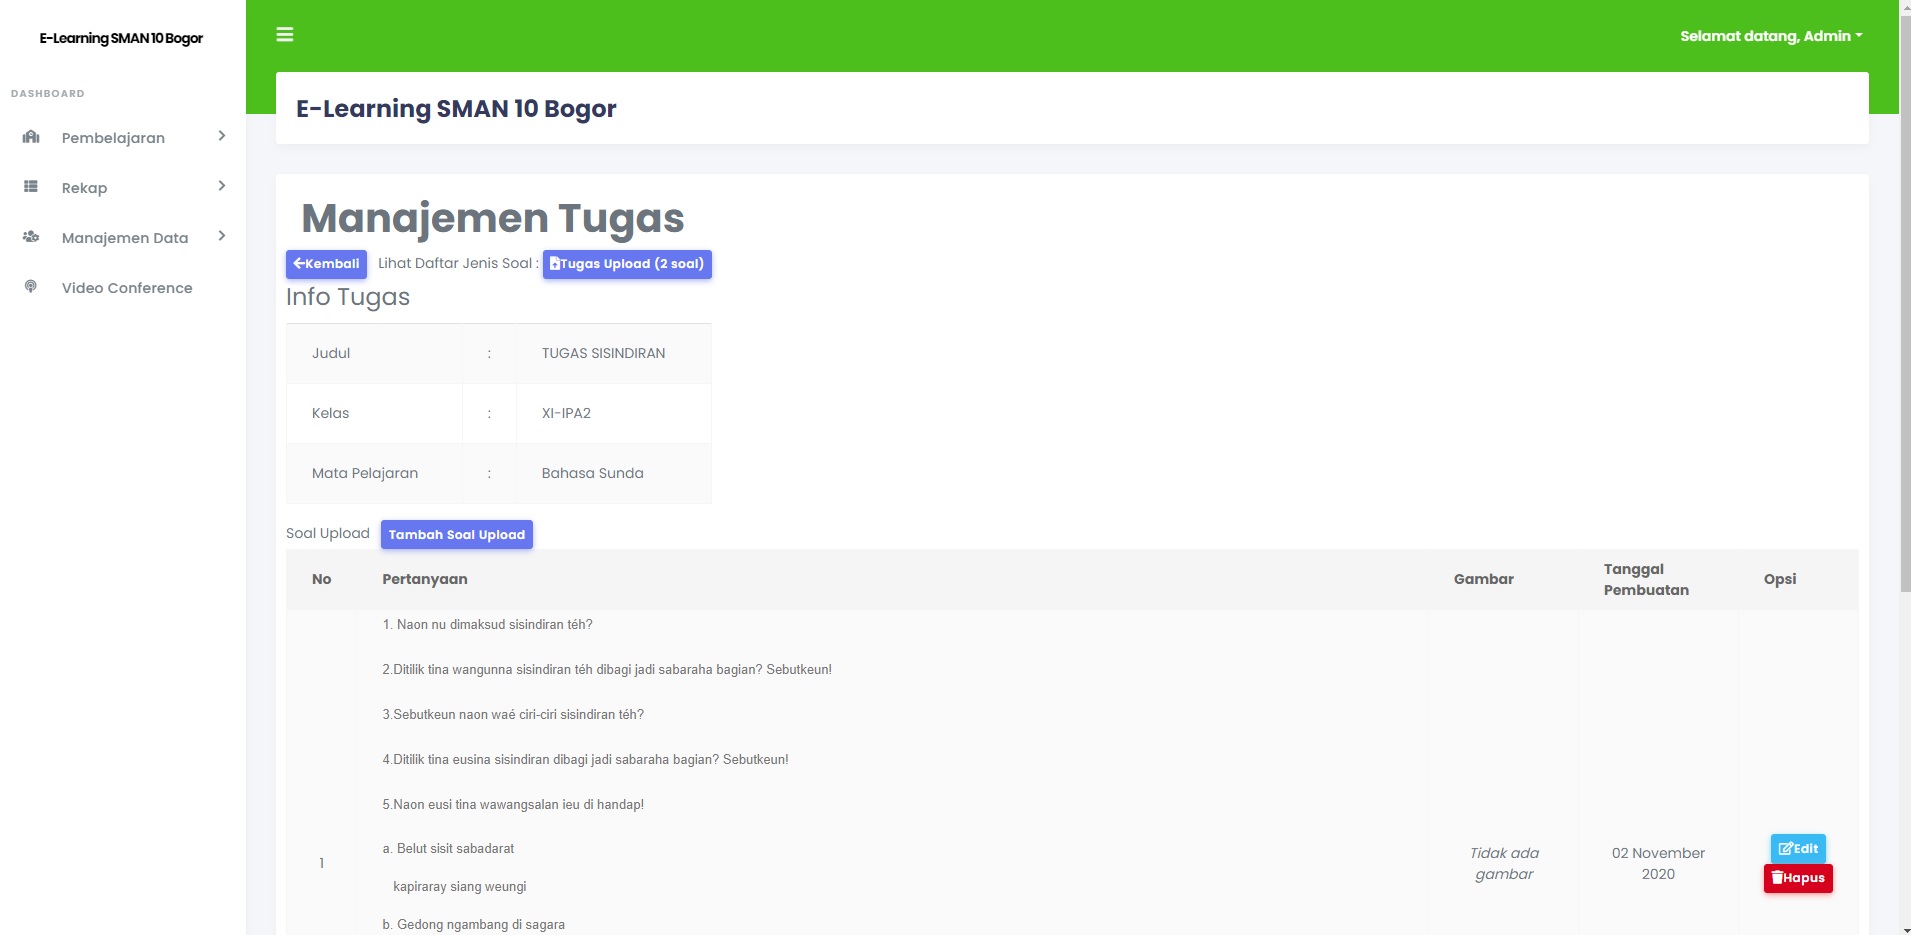 E-Learning SMAN 10 Bogor
Selamat datang, Admin
DASHBOARD
Pembelajaran
Rekap
Manajemen Data
Video Conference
E-Learning SMAN 10 Bogor
Manajemen Tugas
Kembali Lihat Daftar Jenis Soal : Tugas Upload (2 soal)
Info Tugas
Judul : TUGAS SISINDIRAN
Kelas : XI-IPA2
Mata Pelajaran : Bahasa Sunda
Soal Upload Tambah Soal Upload
No Pertanyaan Gambar Tanggal Pembuatan Opsi
1. Naon nu dimaksud sisindiran téh?
2.Ditilik tina wangunna sisindiran téh dibagi jadi sabaraha bagian? Sebutkeun!
3.Sebutkeun naon waé ciri-ciri sisindiran téh?
4.Ditilik tina eusina sisindiran dibagi jadi sabaraha bagian? Sebutkeun!
5.Naon eusi tina wawangsalan ieu di handap!
a. Belut sisit sabadarat
kapiraray siang weungi
b. Gedong ngambang di sagara
1
Tidak ada
gambar
02 November
2020
Edit
Hapus